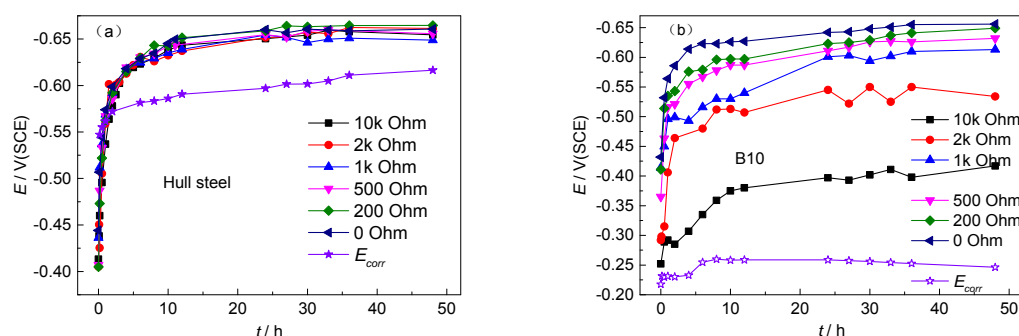 (a)
E / V(SCE)
-0.65
-0.60
-0.55
-0.50
-0.45
-0.40
Hull steel
10k Ohm
2k Ohm
1k Ohm
500 Ohm
200 Ohm
0 Ohm
Ecorr
0 10 20 30 40 50
t / h
(b)
E / V(SCE)
-0.65
-0.60
-0.55
-0.50
-0.45
-0.40
-0.35
-0.30
-0.25
-0.20
B10
10k Ohm
2k Ohm
1k Ohm
500 Ohm
200 Ohm
0 Ohm
Ecorr
0 10 20 30 40 50
t / h